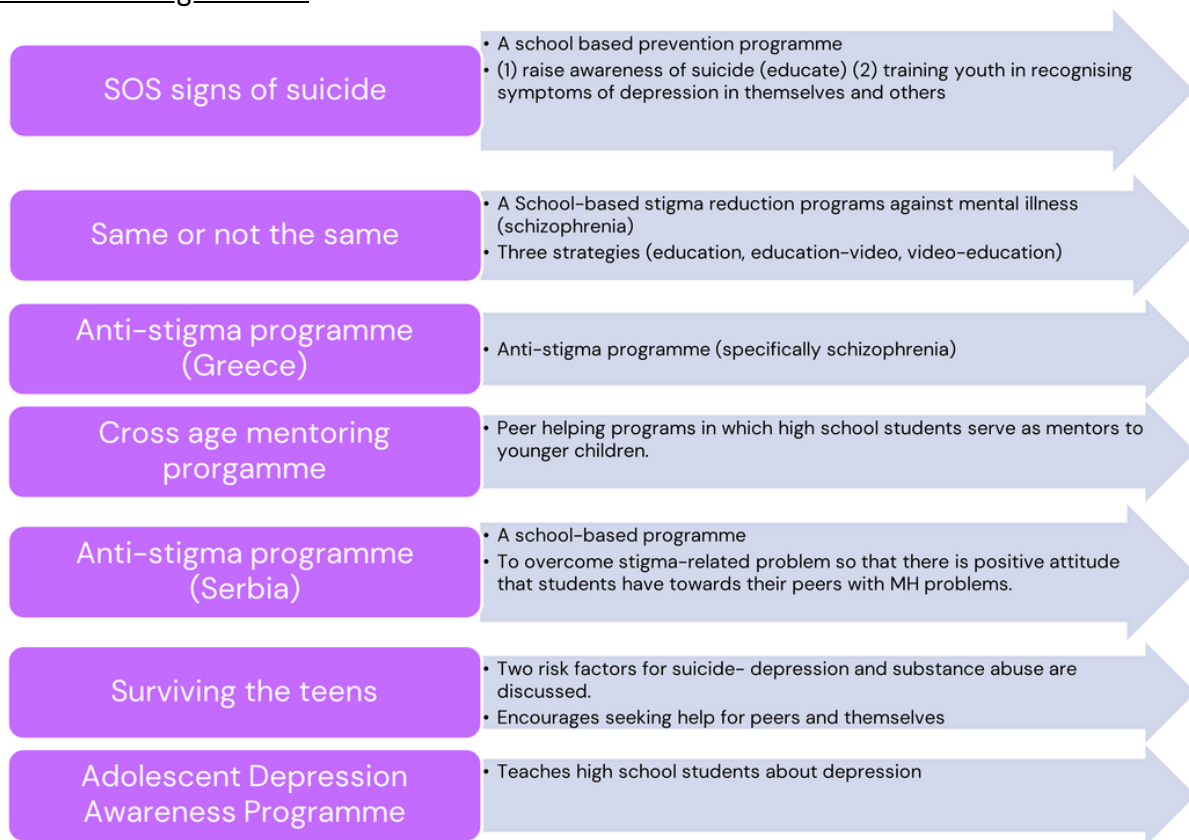 SOS signs of suicide
• A school based prevention programme
• (1) raise awareness of suicide (educate) (2) training youth in recognising
symptoms of depression in themselves and others
Same or not the same
• A School-based stigma reduction programs against mental illness
(schizophrenia)
• Three strategies (education, education-video, video-education)
Anti-stigma programme
(Greece)
• Anti-stigma programme (specifically schizophrenia)
Cross age mentoring
prorgamme
• Peer helping programs in which high school students serve as mentors to
younger children.
Anti-stigma programme
(Serbia)
• A school-based programme
• To overcome stigma-related problem so that there is positive attitude
that students have towards their peers with MH problems.
Surviving the teens
• Two risk factors for suicide- depression and substance abuse are
discussed.
• Encourages seeking help for peers and themselves
Adolescent Depression
Awareness Programme
• Teaches high school students about depression